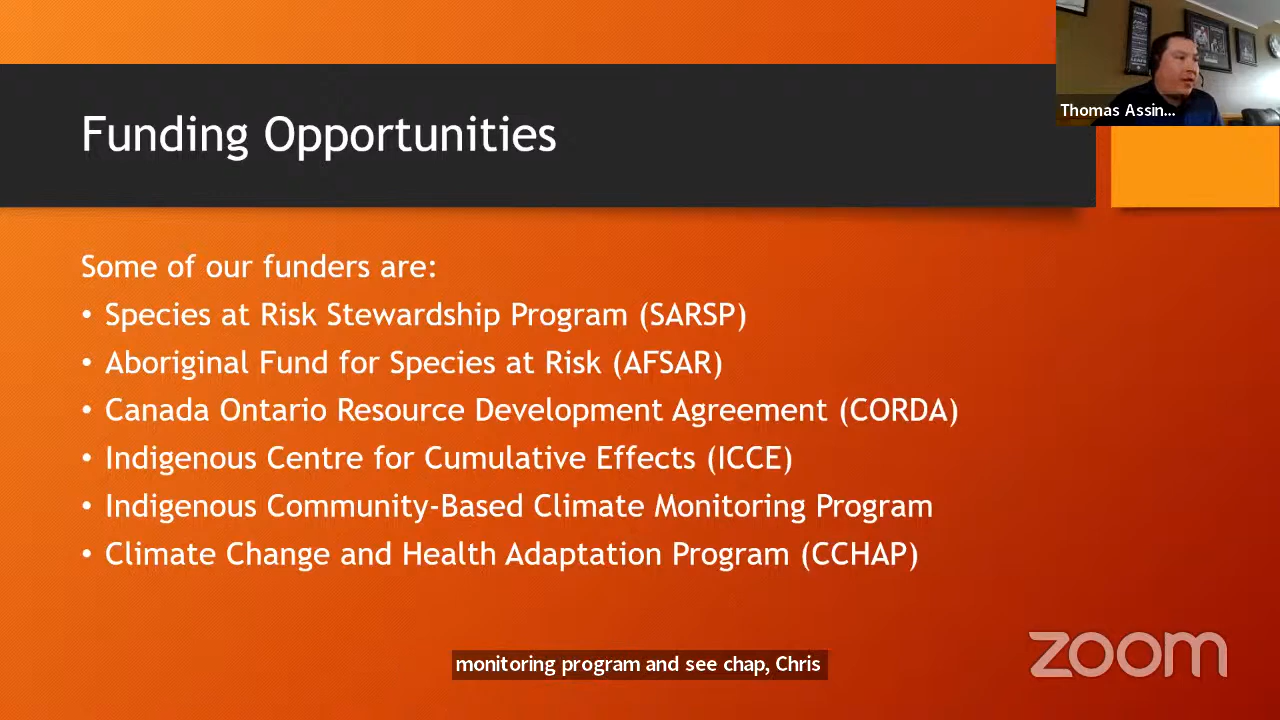 Thomas Assin...
Funding Opportunities
Some of our funders are:
• Species at Risk Stewardship Program (SARSP)
• Aboriginal Fund for Species at Risk (AFSAR)
• Canada Ontario Resource Development Agreement (CORDA)
• Indigenous Centre for Cumulative Effects (ICCE)
• Indigenous Community-Based Climate Monitoring Program
• Climate Change and Health Adaptation Program (CCHAP)
monitoring program and see chap, Chris
zoom